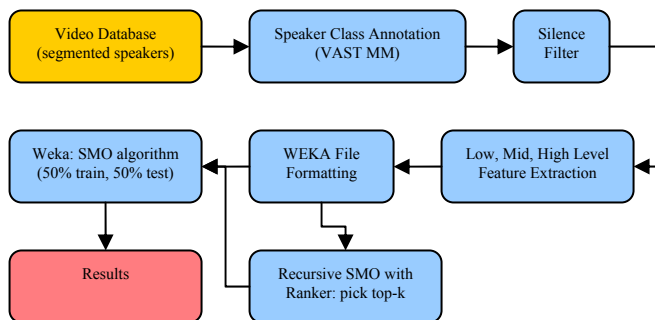 Video Database
(segmented speakers)
Speaker Class Annotation
(VAST MM)
Silence
Filter
Low, Mid, High Level
Feature Extraction
WEKA File
Formatting
Weka: SMO algorithm
(50% train, 50% test)
Recursive SMO with
Ranker: pick top-k
Results